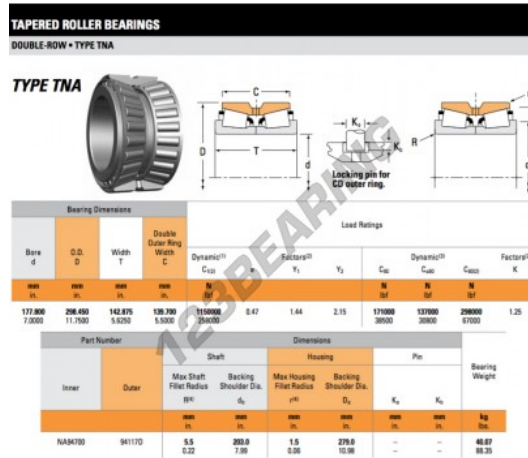 TAPERED ROLLER BEARINGS
DOUBLE-ROW • TYPE TNA
TYPE TNA
C
D
T
d
Kₐ
R
Locking pin for
CD outer ring.
123BEARING
Bearing Dimensions
Load Ratings
Bore
d
O.D.
D
Width
T
Double
Outer Ring
Width
C
Dynamic(1)
C1(2)
e
Factors(2)
Y1
Y2
Dynamic(3)
C90
Ca90
C90(2)
Factors(2
K
mm mm mm mm N N N N
in. in. in. in. lbf lbf lbf lbf
177.800 298.450 142.875 139.700 1150000 0.47 1.44 2.15 171000 137000 298000 1.25
7.0000 11.7500 5.6250 5.5000 258000 38500 30800 67000
Part Number
Dimensions
Shaft
Housing
Pin
Bearing
Weight
Inner
Outer
Max Shaft
Fillet Radius
R(4)
Backing
Shoulder Dia.
Max Housing
Fillet Radius
r(4)
Backing
Shoulder Dia.
mm mm mm mm mm mm kg
in. in. in. in. in. in. lbs.
NA94700 94117D 5.5 203.0 1.5 279.0 – – 40.07
0.22 7.99 0.06 10.98 – – 88.35